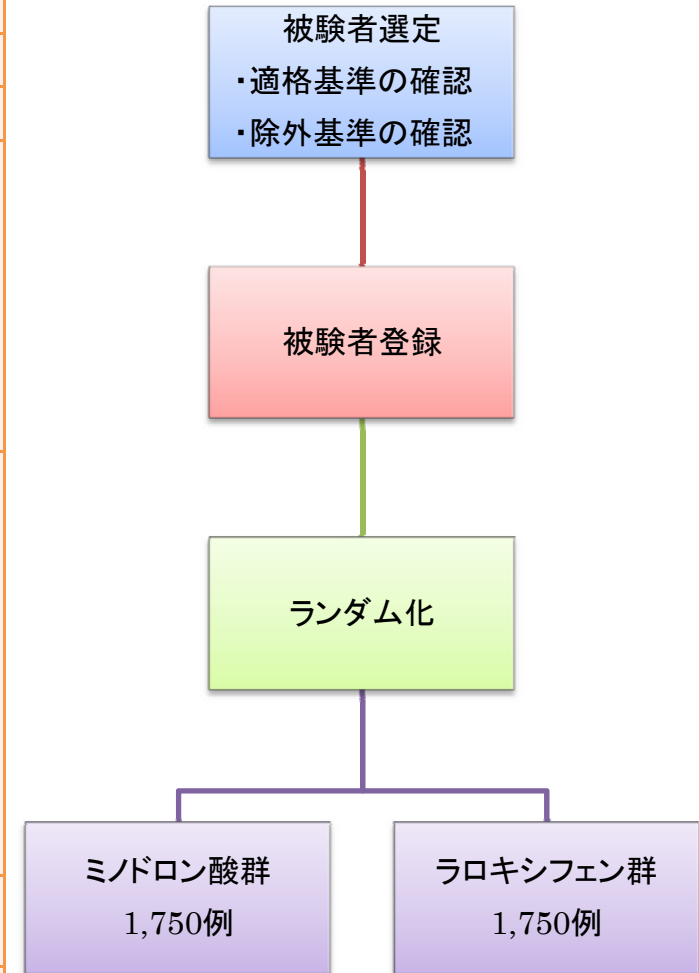 被験者選定
・適格基準の確認
・除外基準の確認
被験者登録
ランダム化
ミノドロン酸群
1,750例
ラロキシフェン群
1,750例